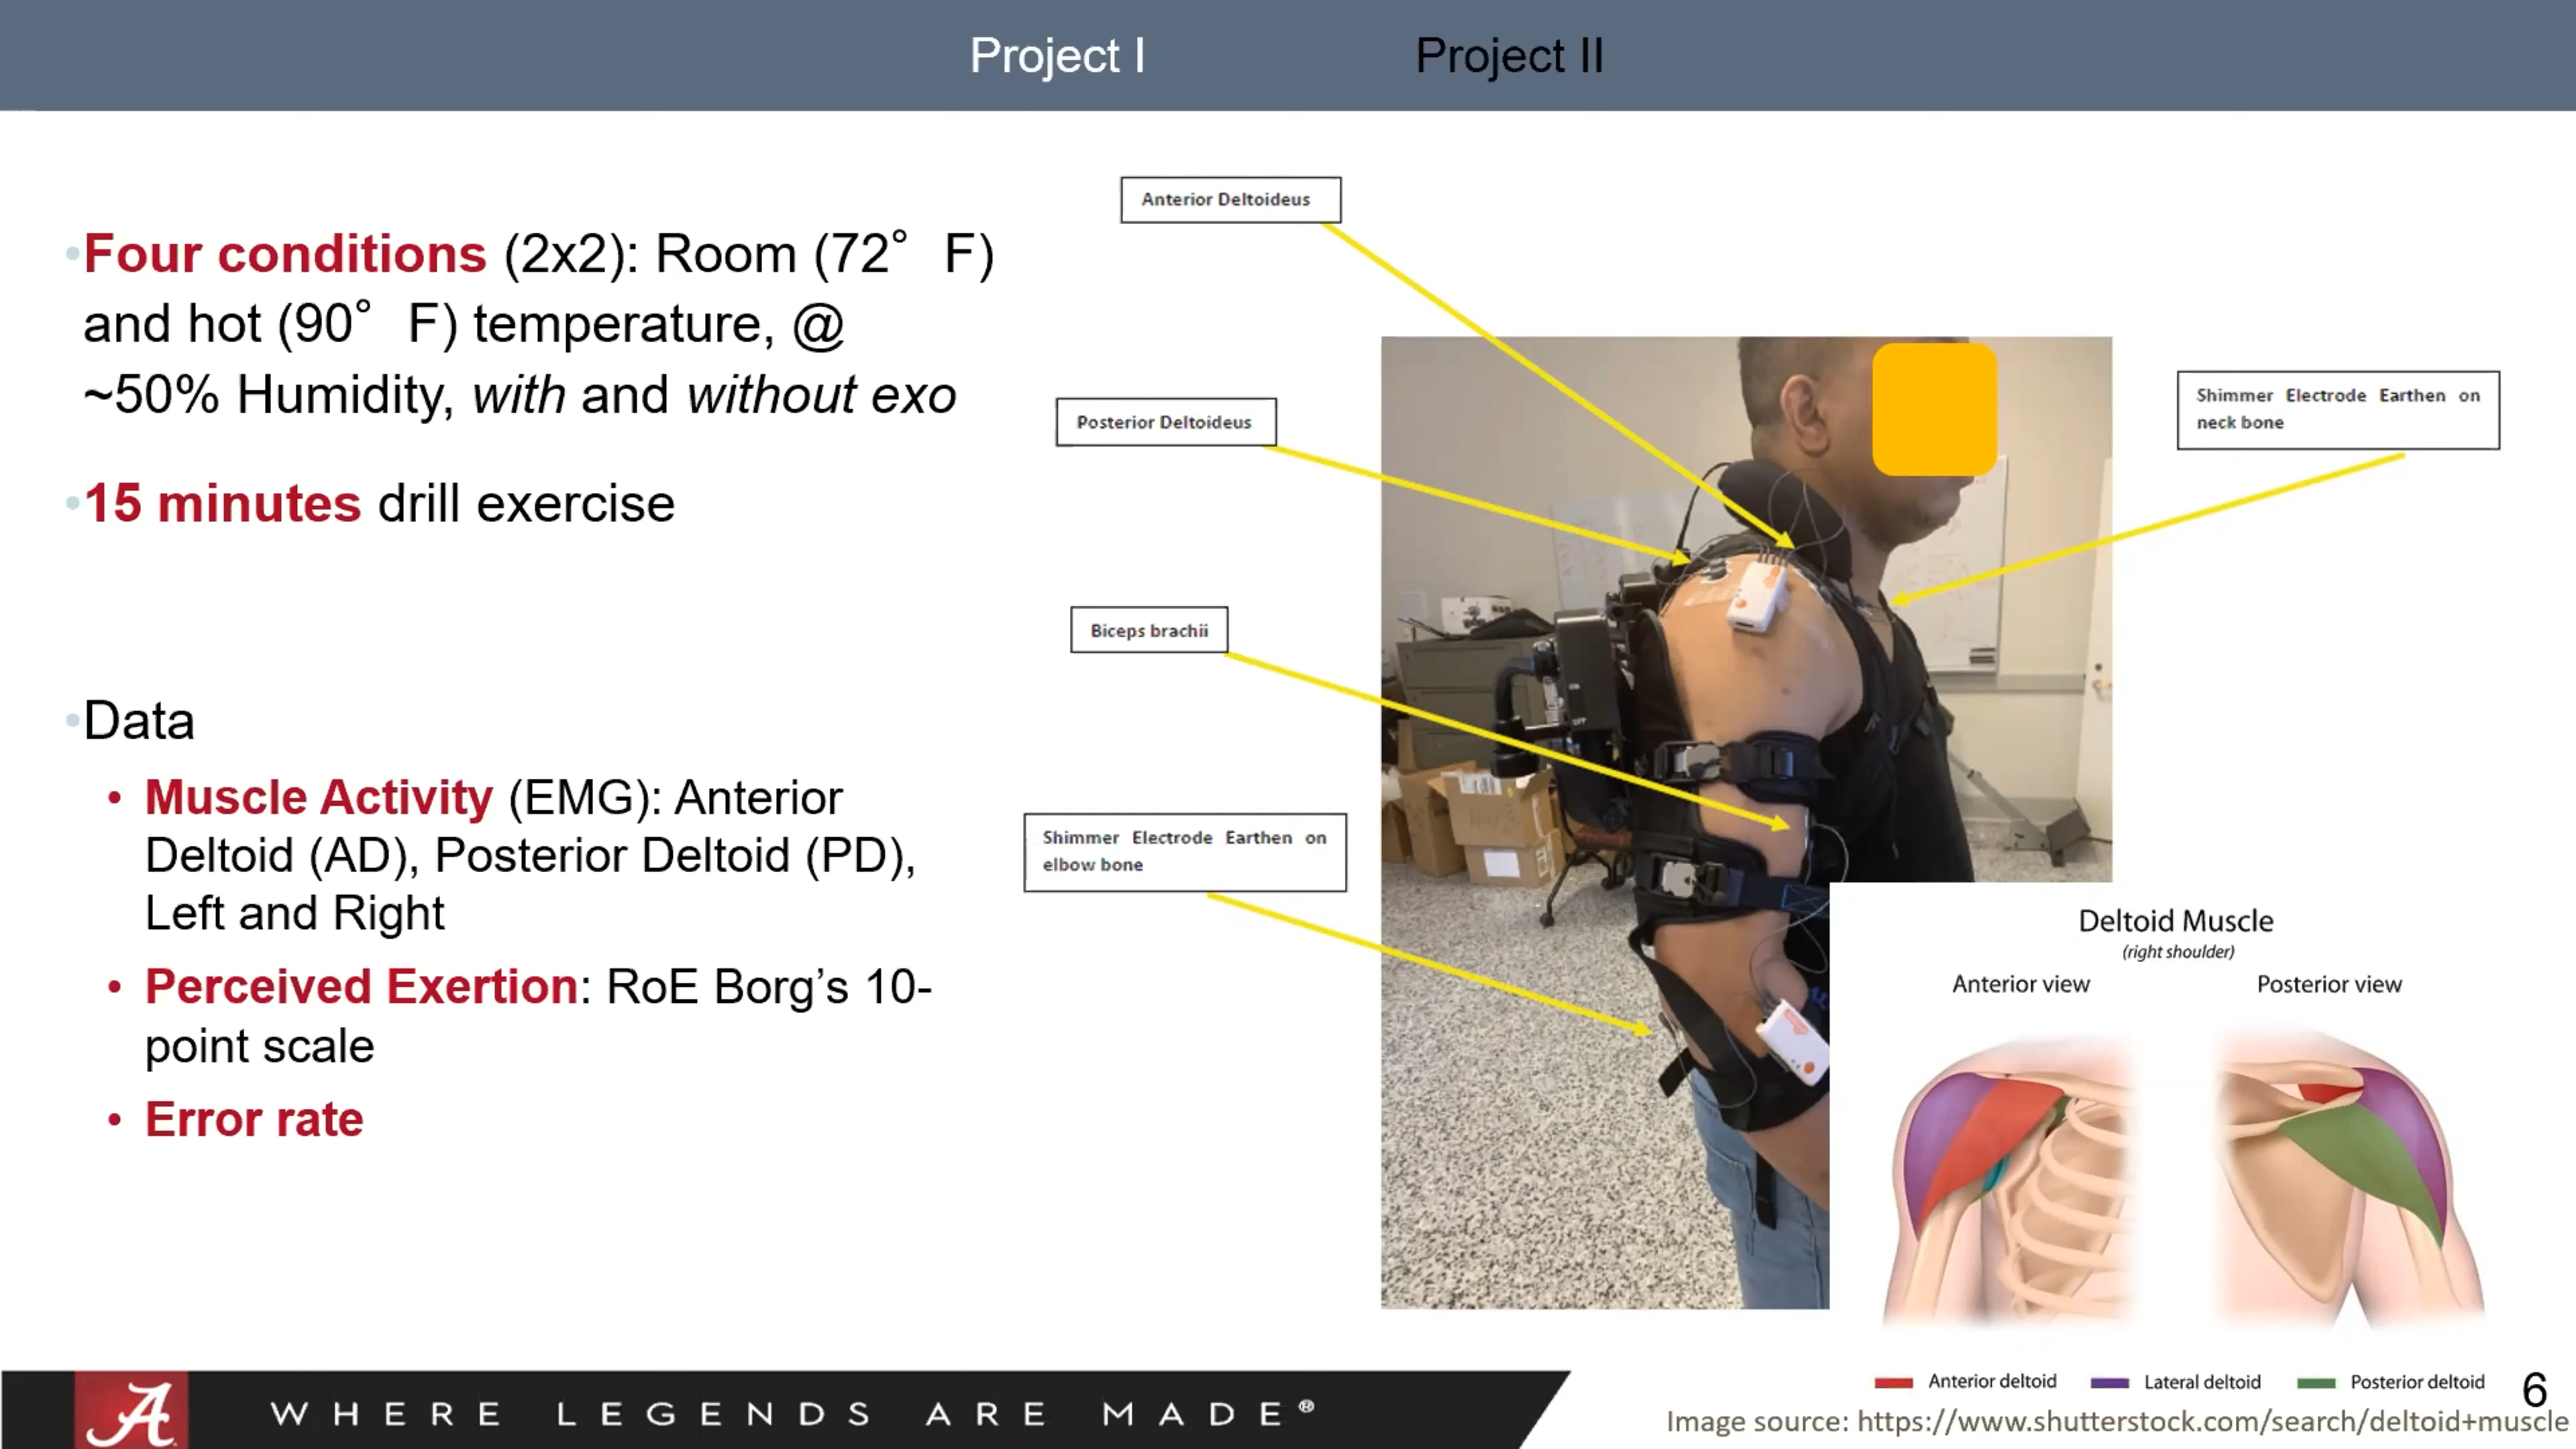 Project I
Project II
•Four conditions (2x2): Room (72° F)
and hot (90° F) temperature, @
~50% Humidity, with and without exo
•15 minutes drill exercise
•Data
• Muscle Activity (EMG): Anterior
Deltoid (AD), Posterior Deltoid (PD),
Left and Right
• Perceived Exertion: RoE Borg’s 10-
point scale
• Error rate
Anterior Deltoideus
Posterior Deltoideus
Biceps brachii
Shimmer Electrode Earthen on
elbow bone
Shimmer Electrode Earthen on
neck bone
ON
OFF
Deltoid Muscle
(right shoulder)
Anterior view
Posterior view
Anterior deltoid
Lateral deltoid
Posterior deltoid
6
A WHERE LEGENDS ARE MADE®
Image source: https://www.shutterstock.com/search/deltoid+muscle